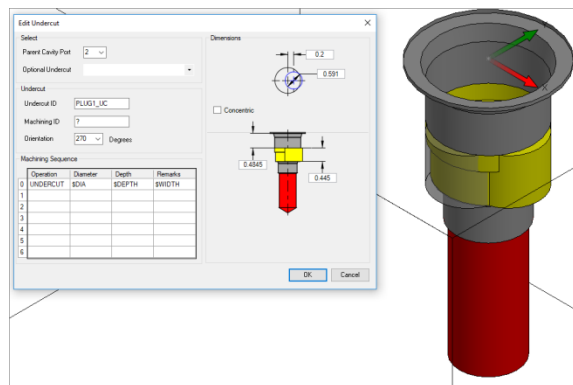 Edit Undercut
Select
Parent Cavity Port 2
Optional Undercut
Undercut
Undercut ID PLUG1_UC
Machining ID ?
Orientation 270 Degrees
Machining Sequence
Operation Diameter Depth Remarks
0 UNDERCUT $DIA $DEPTH $WIDTH
1
2
3
4
5
6
Dimensions
0.2
0.591
Concentric
0.4845
0.445
OK Cancel